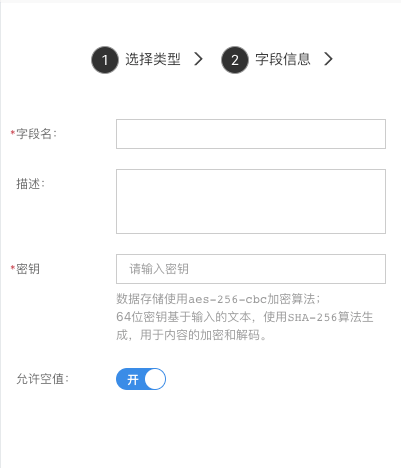 1 选择类型 > 2 字段信息 >
*字段名：
描述：
*密钥
请输入密钥
数据存储使用aes-256-cbc加密算法；
64位密钥基于输入的文本，使用SHA-256算法生
成，用于内容的加密和解码。
允许空值：
开